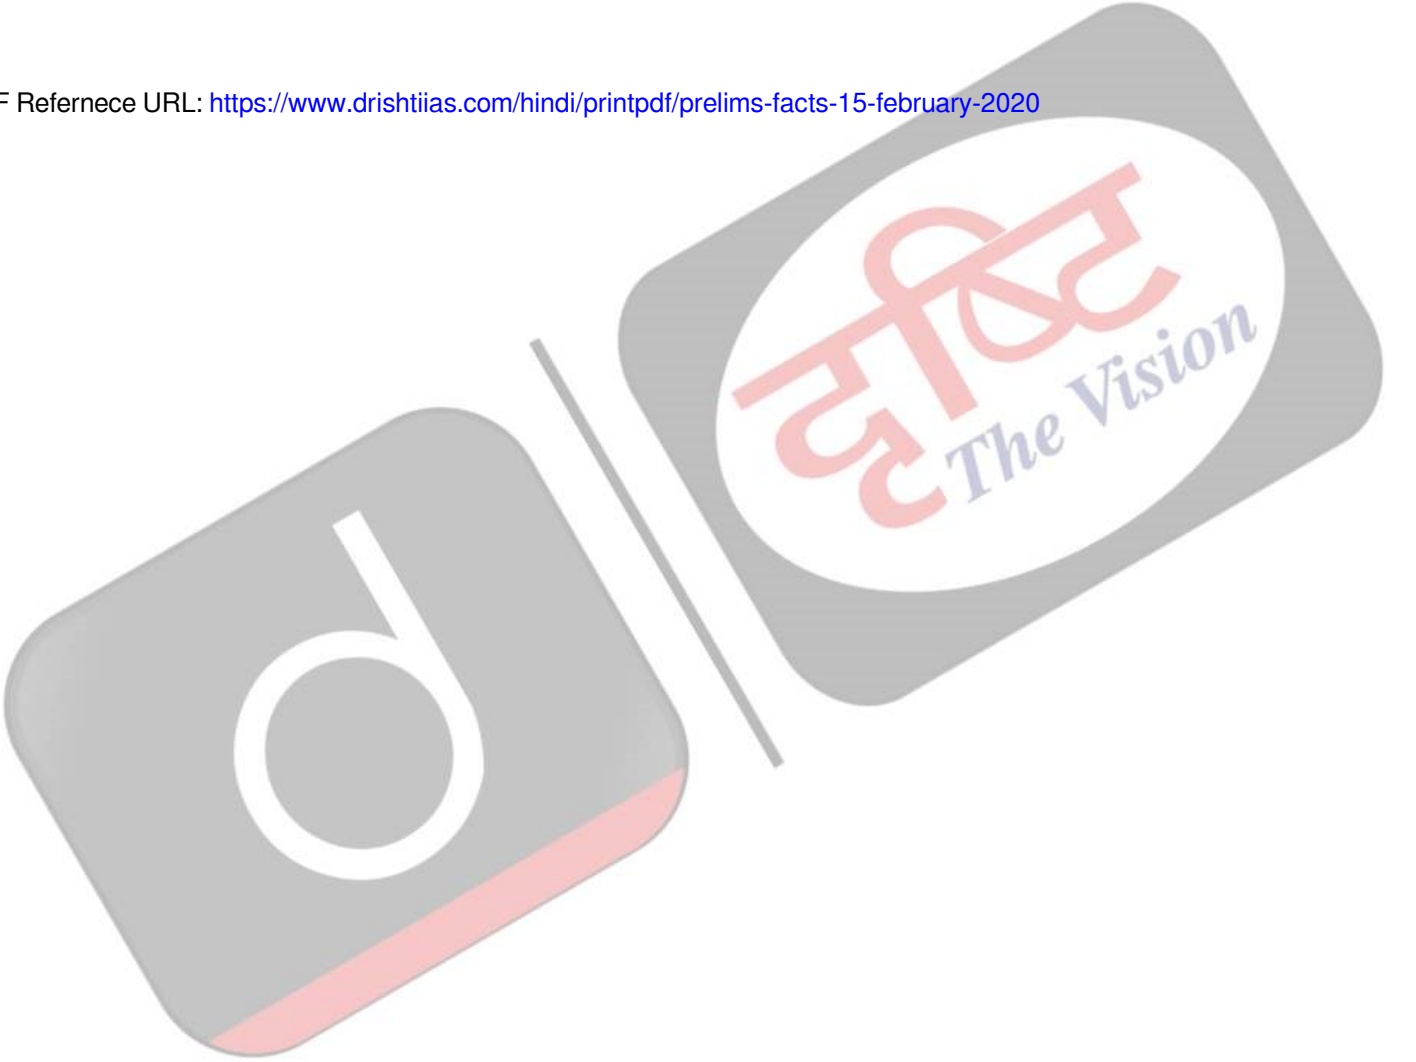 F Refernece URL: https://www.drishtiias.com/hindi/printpdf/prelims-facts-15-february-2020
दृष्टि
The Vision
d